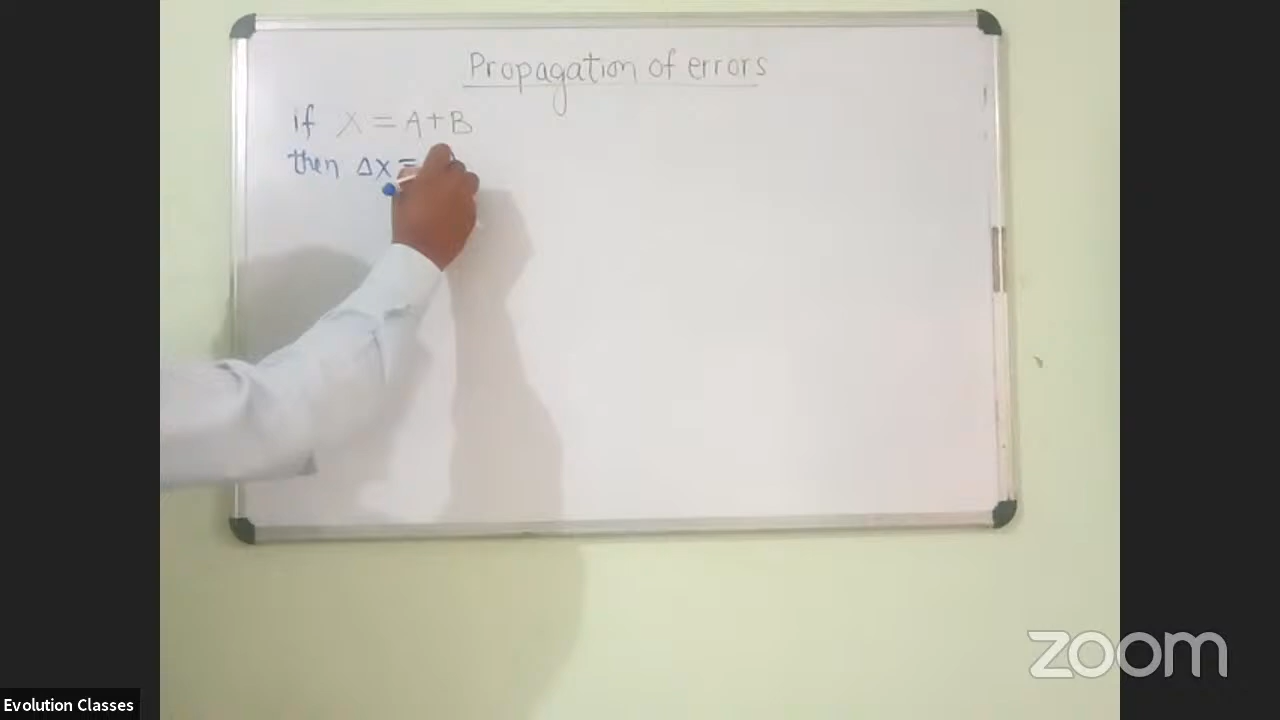 Propagation of errors
if X = A+B
then ΔX =
zoom
Evolution Classes